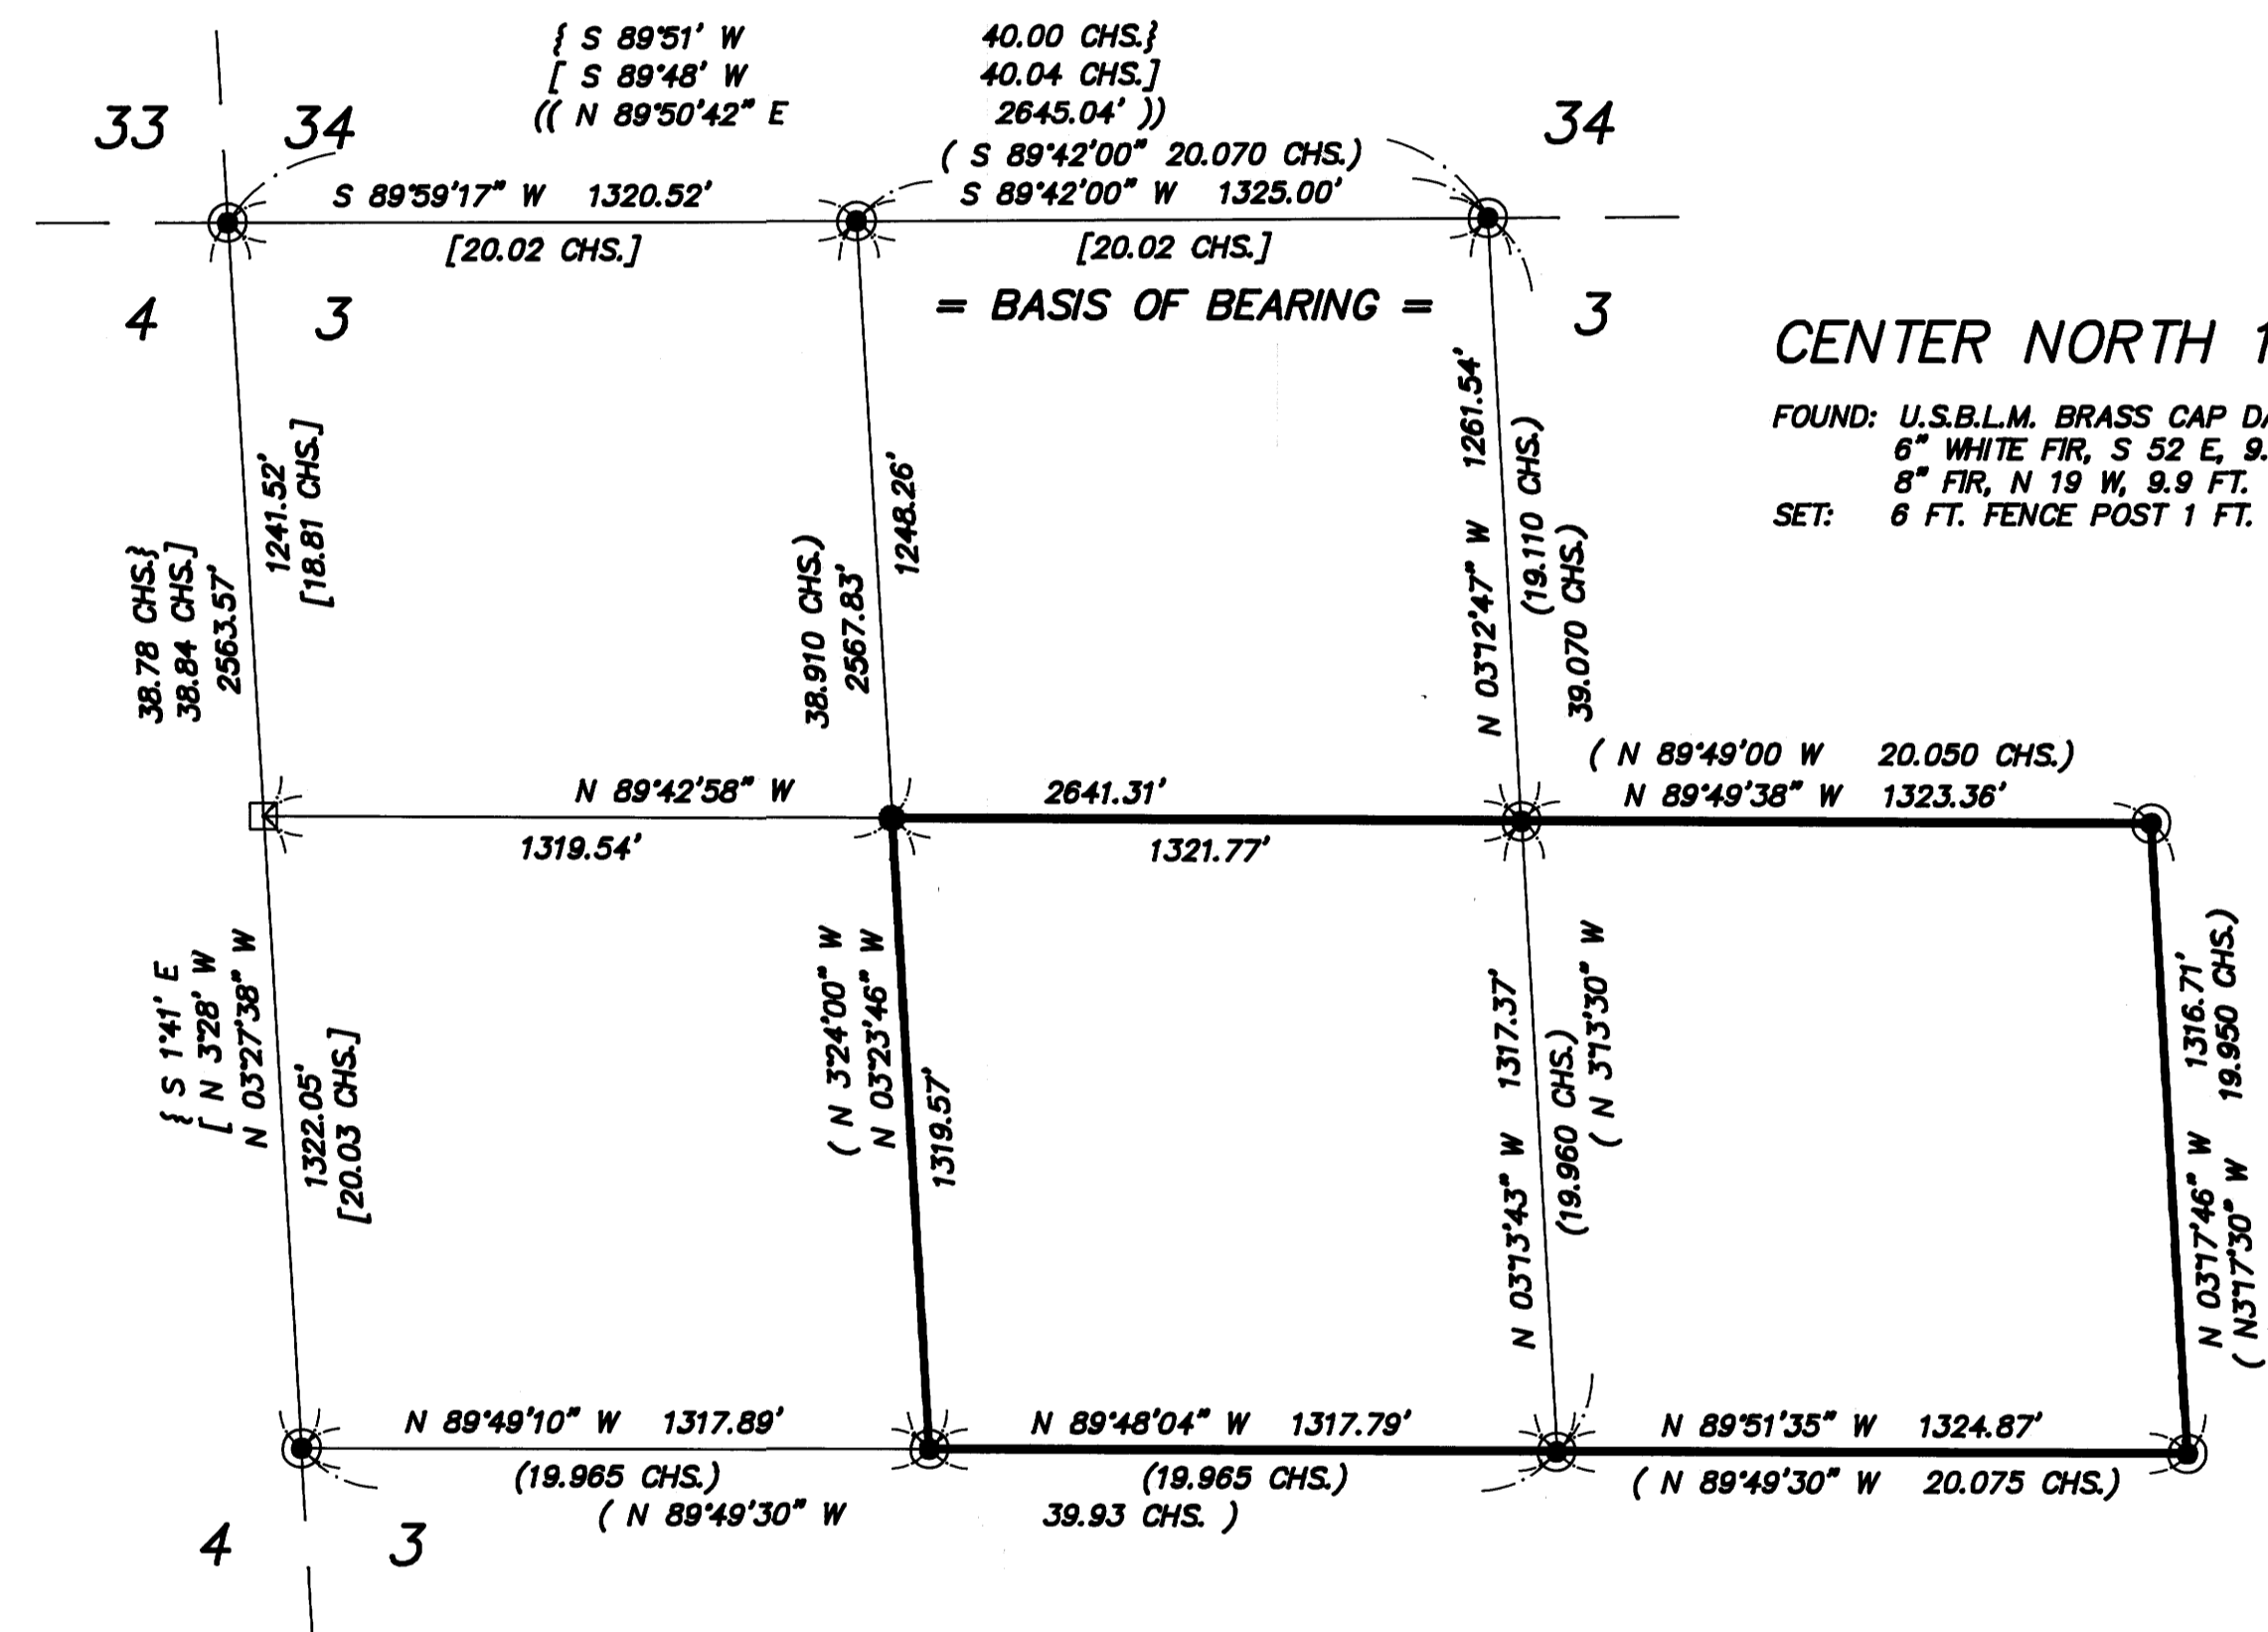 { S 89°51' W 40.00 CHS.}
[ S 89°48' W 40.04 CHS.]
(( N 89°50'42" E 2645.04' ))
33 34
34
( S 89°42'00" 20.070 CHS.)
S 89°59'17" W 1320.52'
S 89°42'00" W 1325.00'
[20.02 CHS.]
[20.02 CHS.]
4 3
= BASIS OF BEARING =
3
CENTER NORTH 1
FOUND: U.S.B.L.M. BRASS CAP DA
6" WHITE FIR, S 52 E, 9.
8" FIR, N 19 W, 9.9 FT.
SET: 6 FT. FENCE POST 1 FT.
38.78 CHS.}
38.84 CHS.]
2563.57'
1241.52'
[18.81 CHS.]
38.910 CHS.)
2567.83'
1248.26'
N 03°12'47" W 1261.54'
(19.110 CHS.)
39.070 CHS.)
( N 89°49'00 W 20.050 CHS.)
N 89°42'58" W
2641.31'
N 89°49'38" W 1323.36'
1319.54'
1321.77'
{ S 1°41' E
[ N 3°28' W
N 03°27'38" W
1322.05'
[20.03 CHS.]
( N 3°24'00" W
N 03°23'46" W
1319.57'
N 03°13'43" W 1317.37'
(19.960 CHS.)
( N 3°13'30" W
N 03°17'46" W 1316.71'
( N3°17'30" W 19.950 CHS.)
N 89°49'10" W 1317.89'
N 89°48'04" W 1317.79'
N 89°51'35" W 1324.87'
(19.965 CHS.)
(19.965 CHS.)
( N 89°49'30" W 20.075 CHS.)
( N 89°49'30" W 39.93 CHS. )
4 3